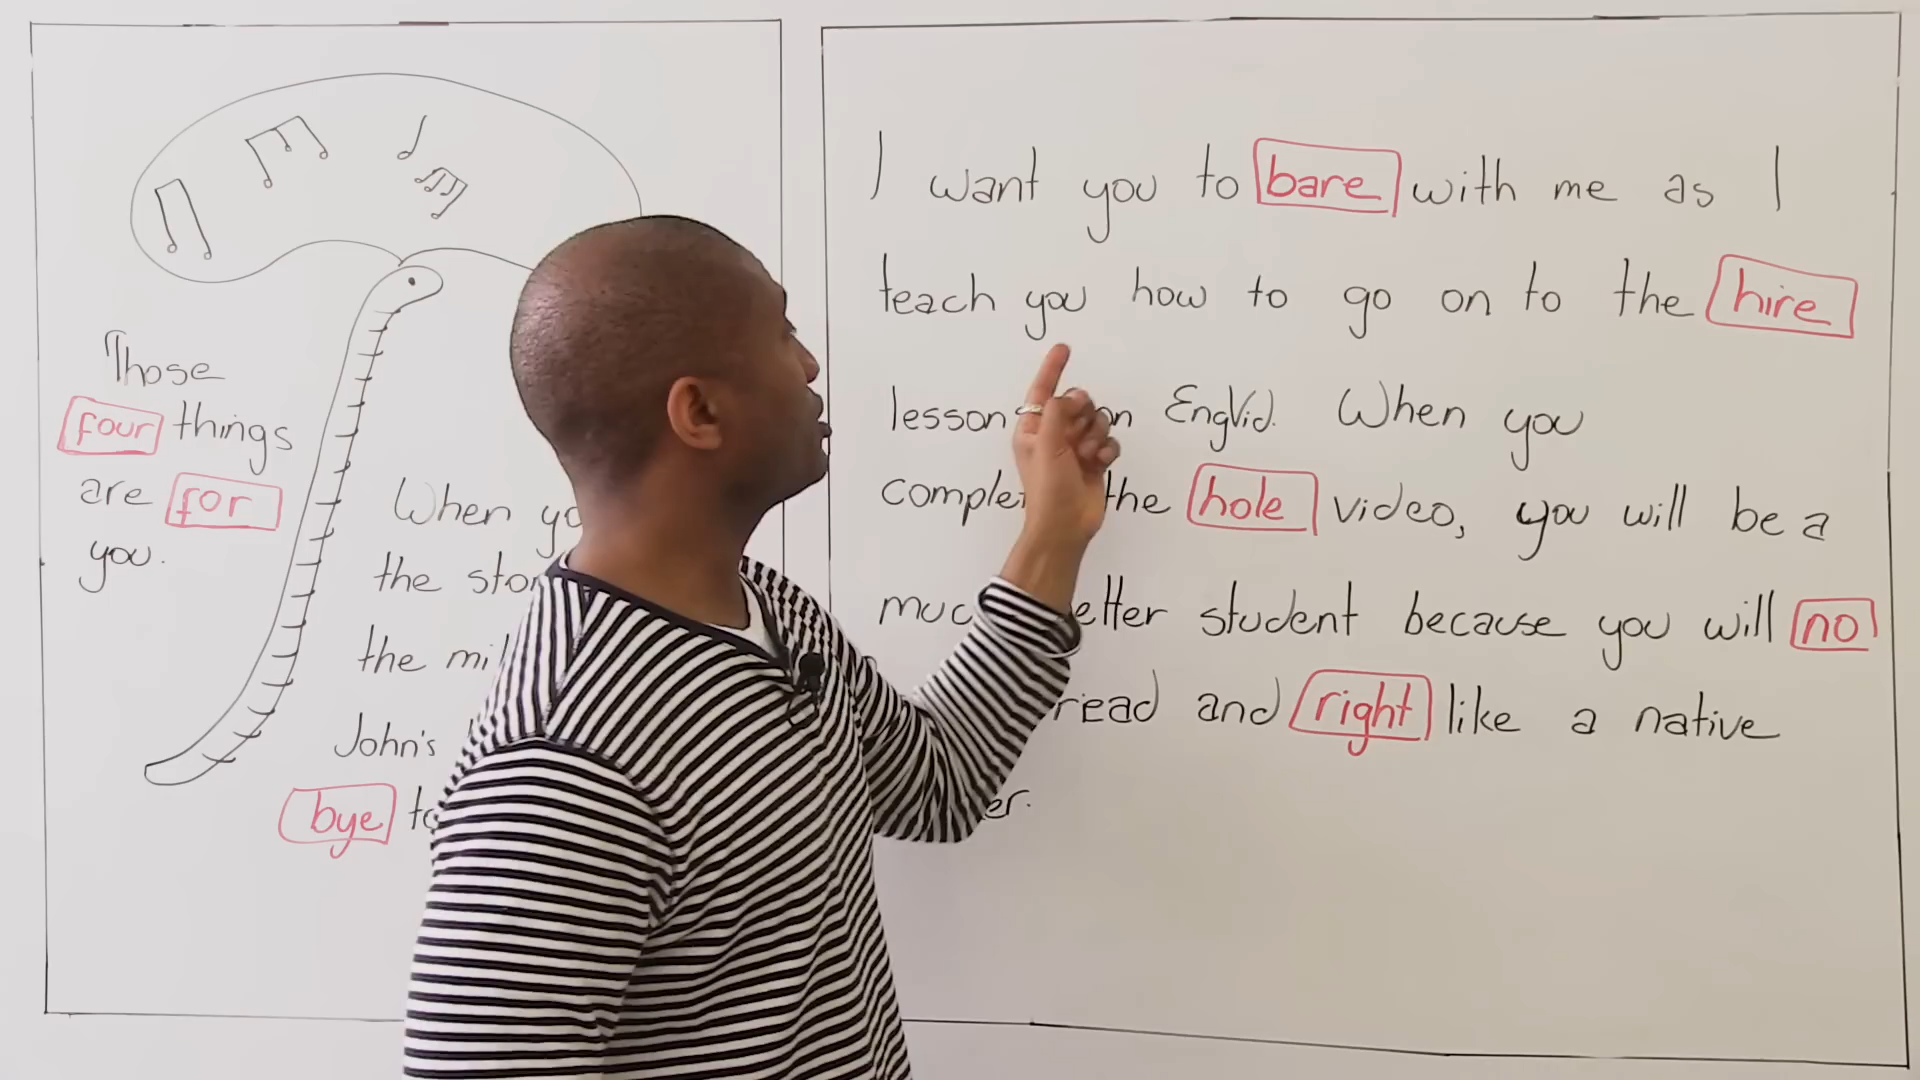 Those
four things
are for
you.
When
the
the
John's
bye
I want you to bare with me as I
teach you how to go on to the hire
lesson on EngVid. When you
the hole video, you will be a
student because you will no
read and right like a native